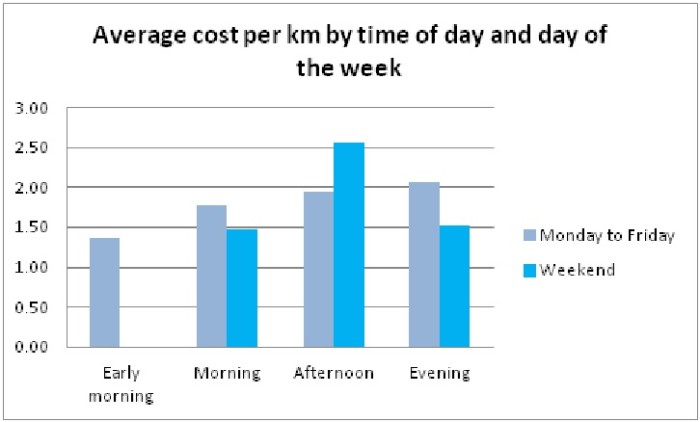 Average cost per km by time of day and day of
the week
3.00
2.50
2.00
1.50
1.00
0.50
0.00
Early
morning
Morning
Afternoon
Evening
Monday to Friday
Weekend